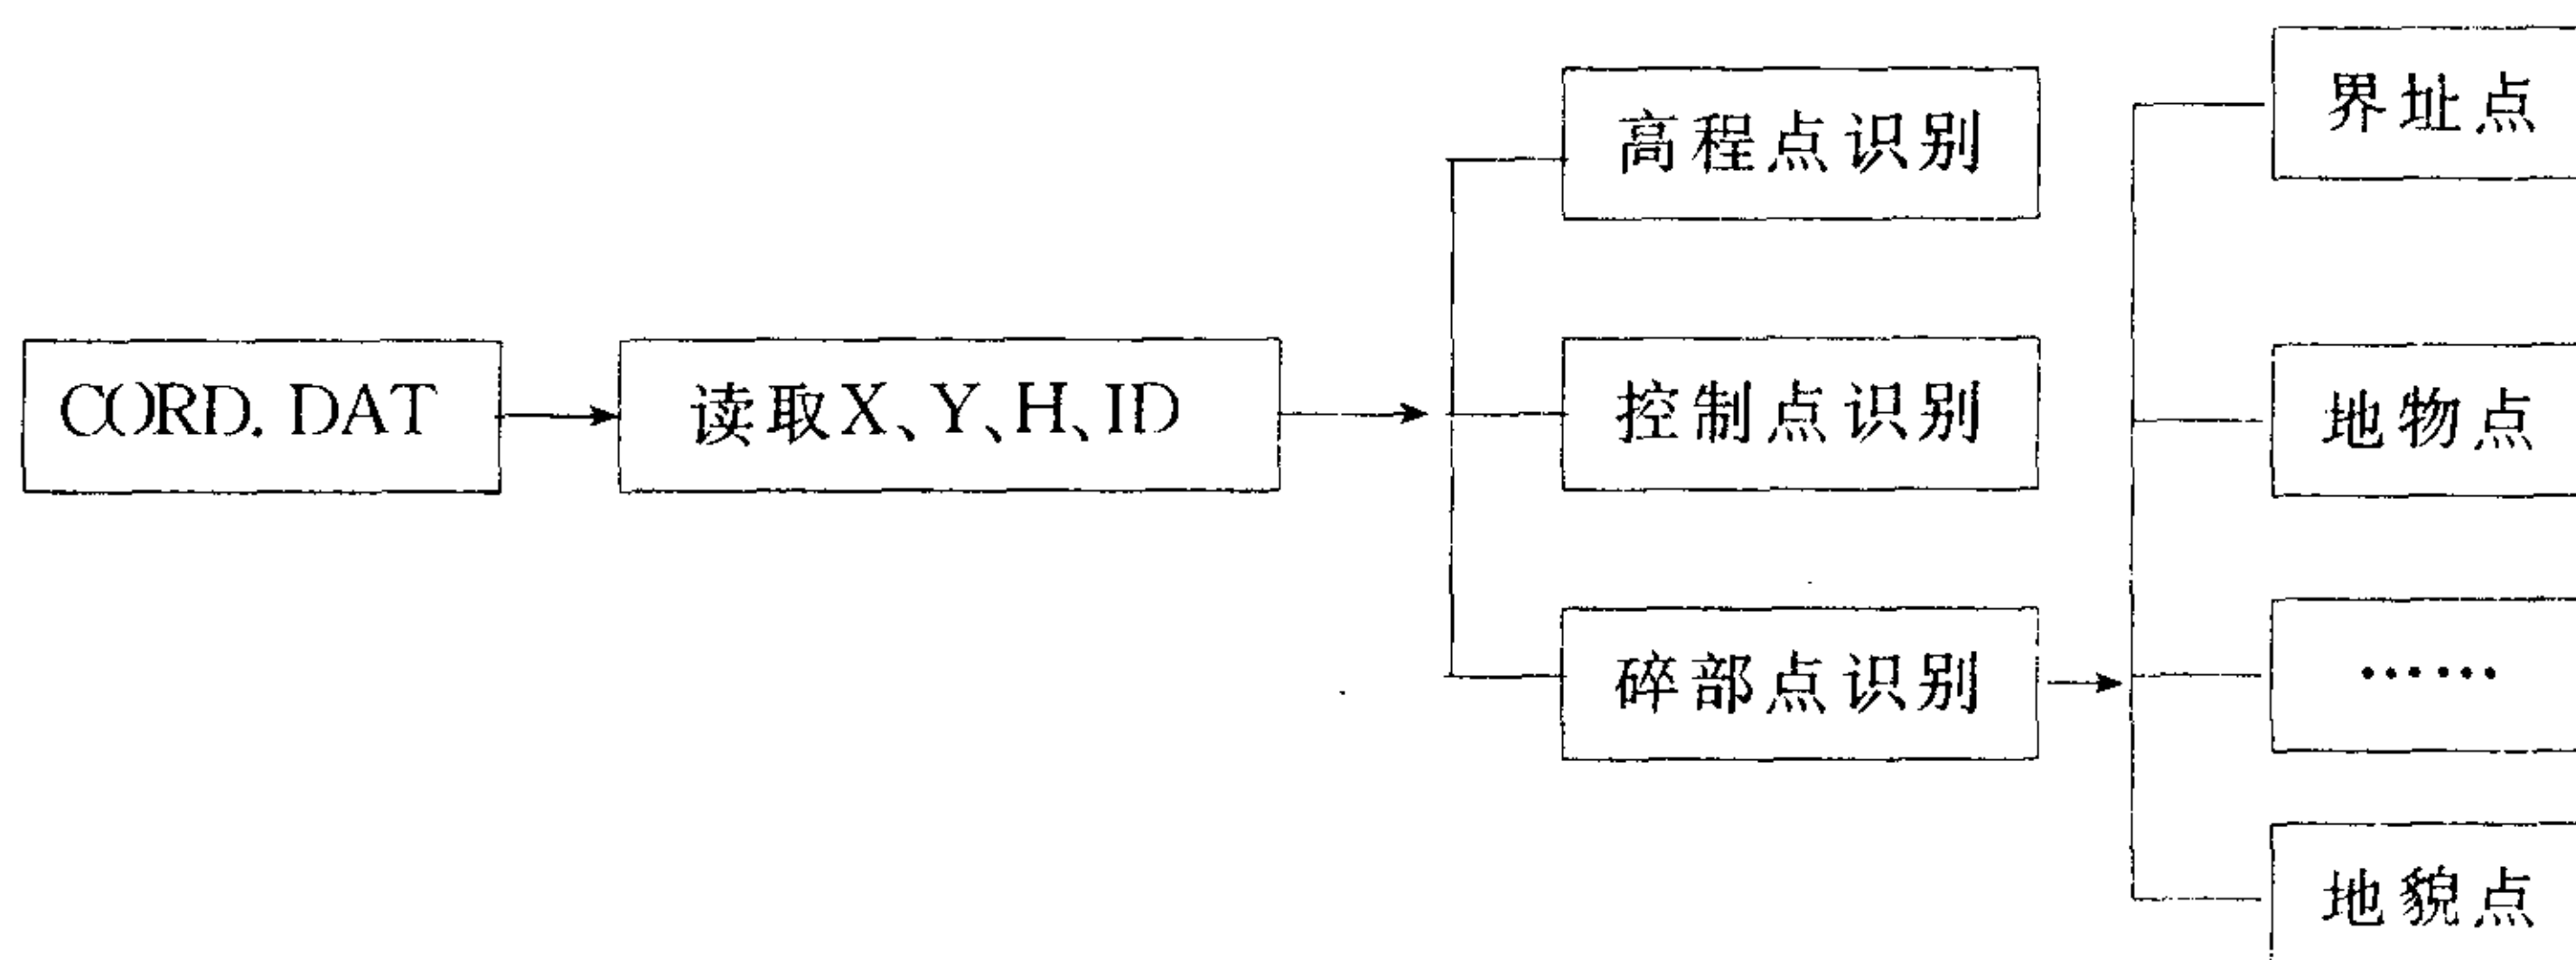 CORD. DAT
读取X、Y、H、ID
高程点识别
控制点识别
碎部点识别
界址点
地物点
……
地貌点